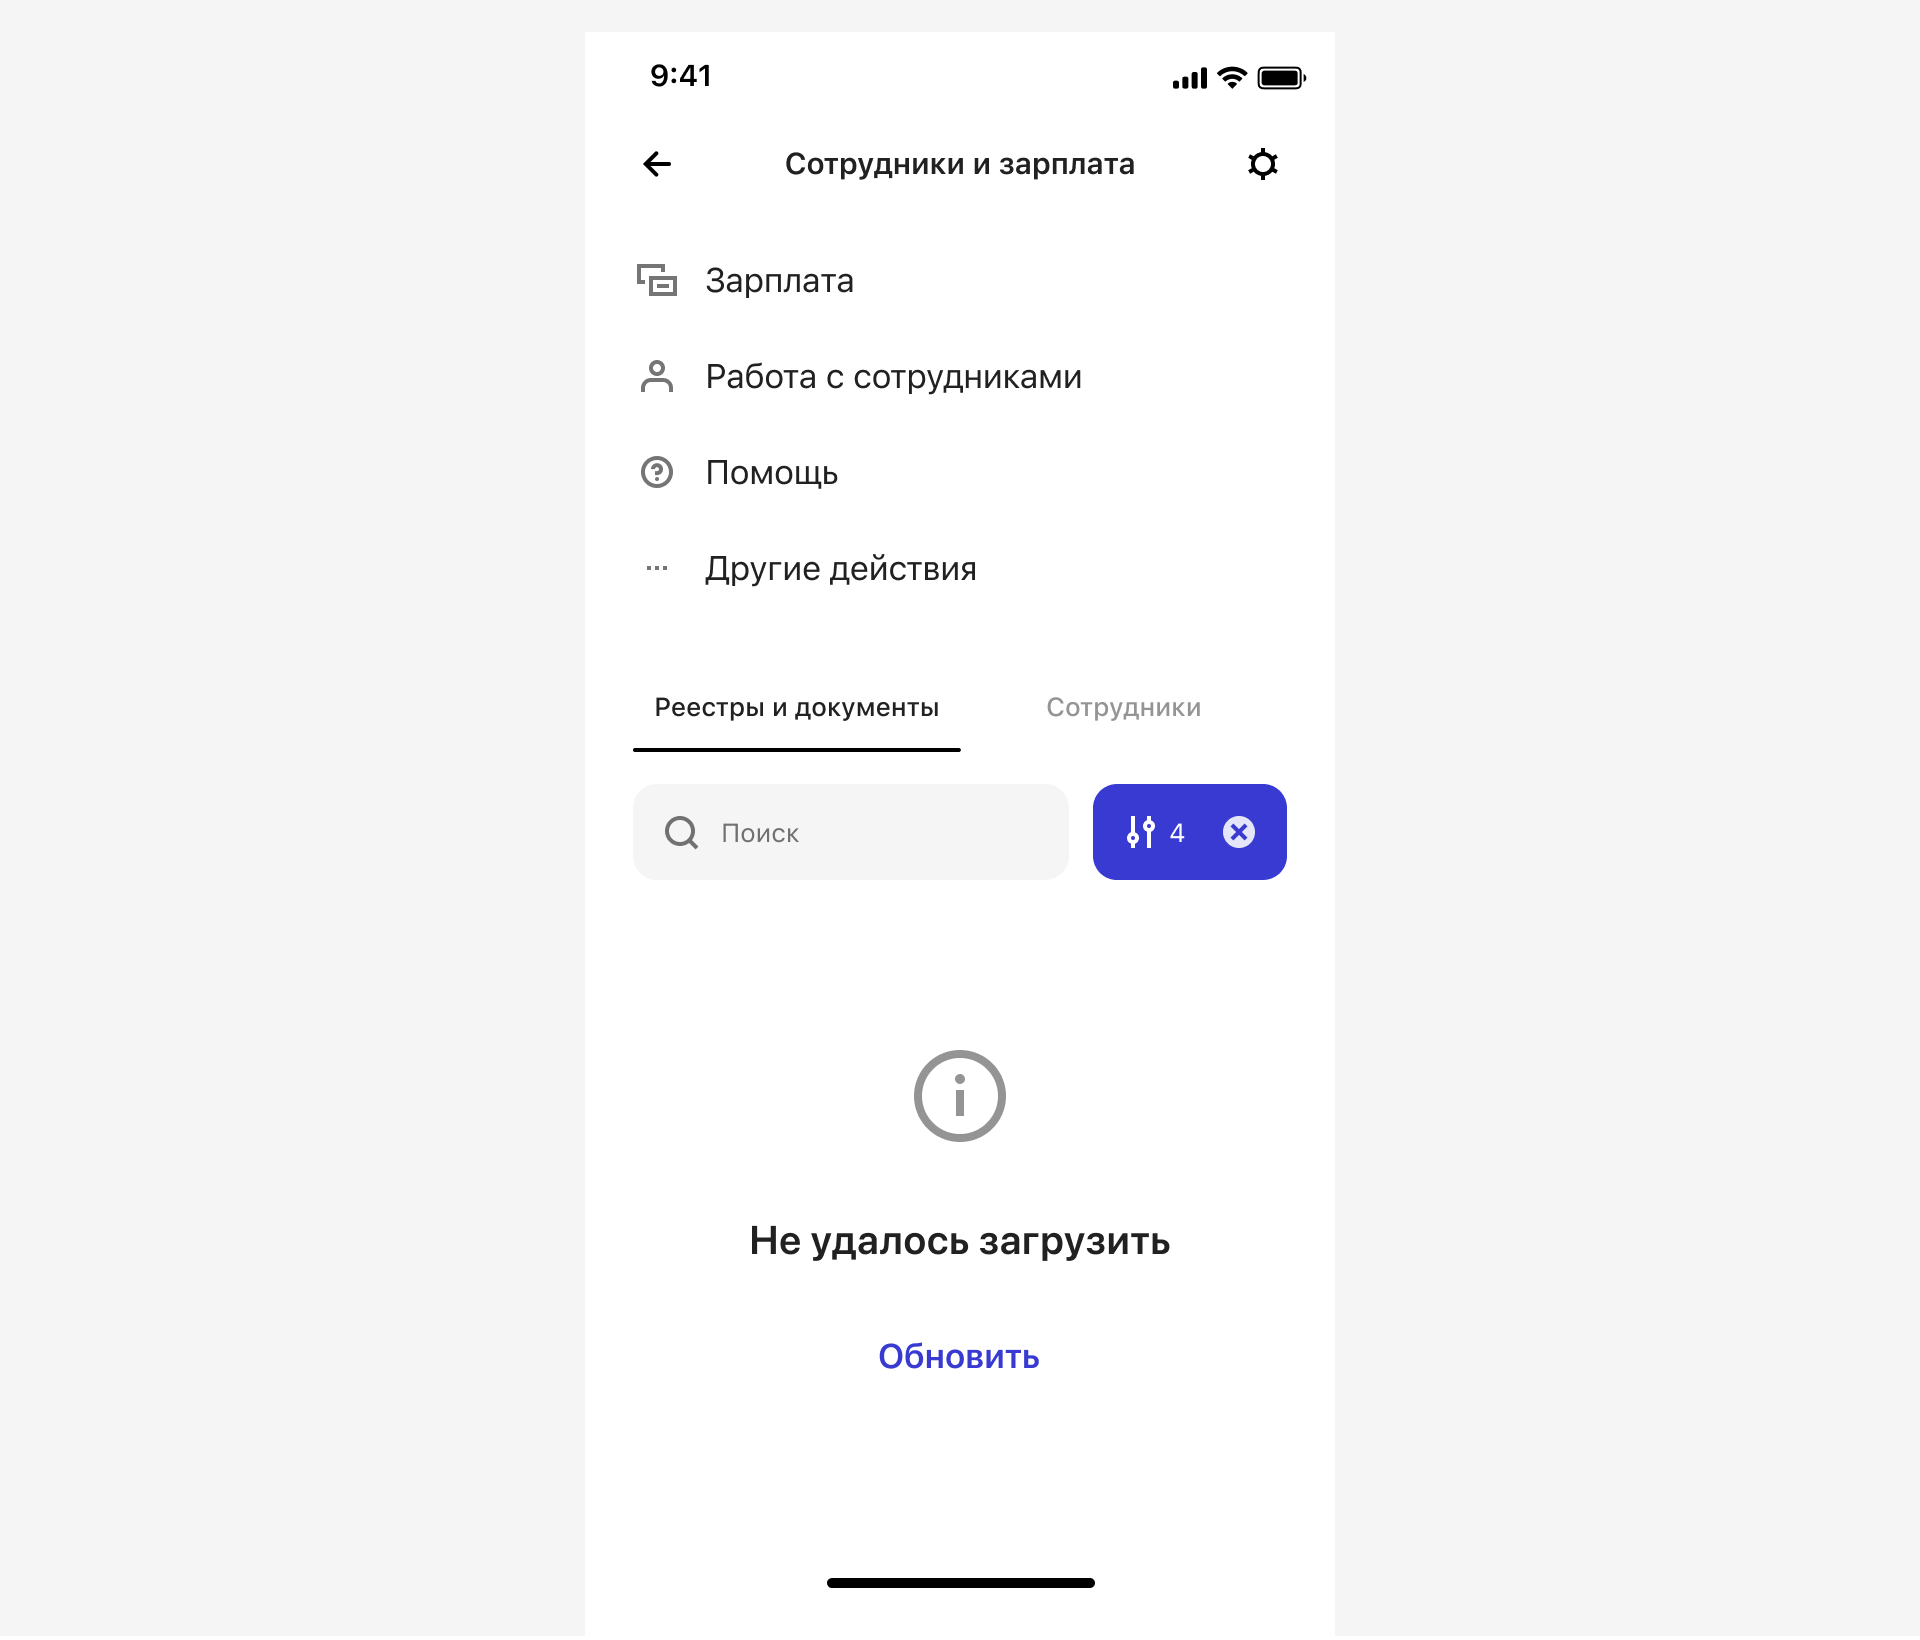 9:41
Сотрудники и зарплата
Зарплата
Работа с сотрудниками
Помощь
Другие действия
Реестры и документы
Сотрудники
Поиск
4
Не удалось загрузить
Обновить